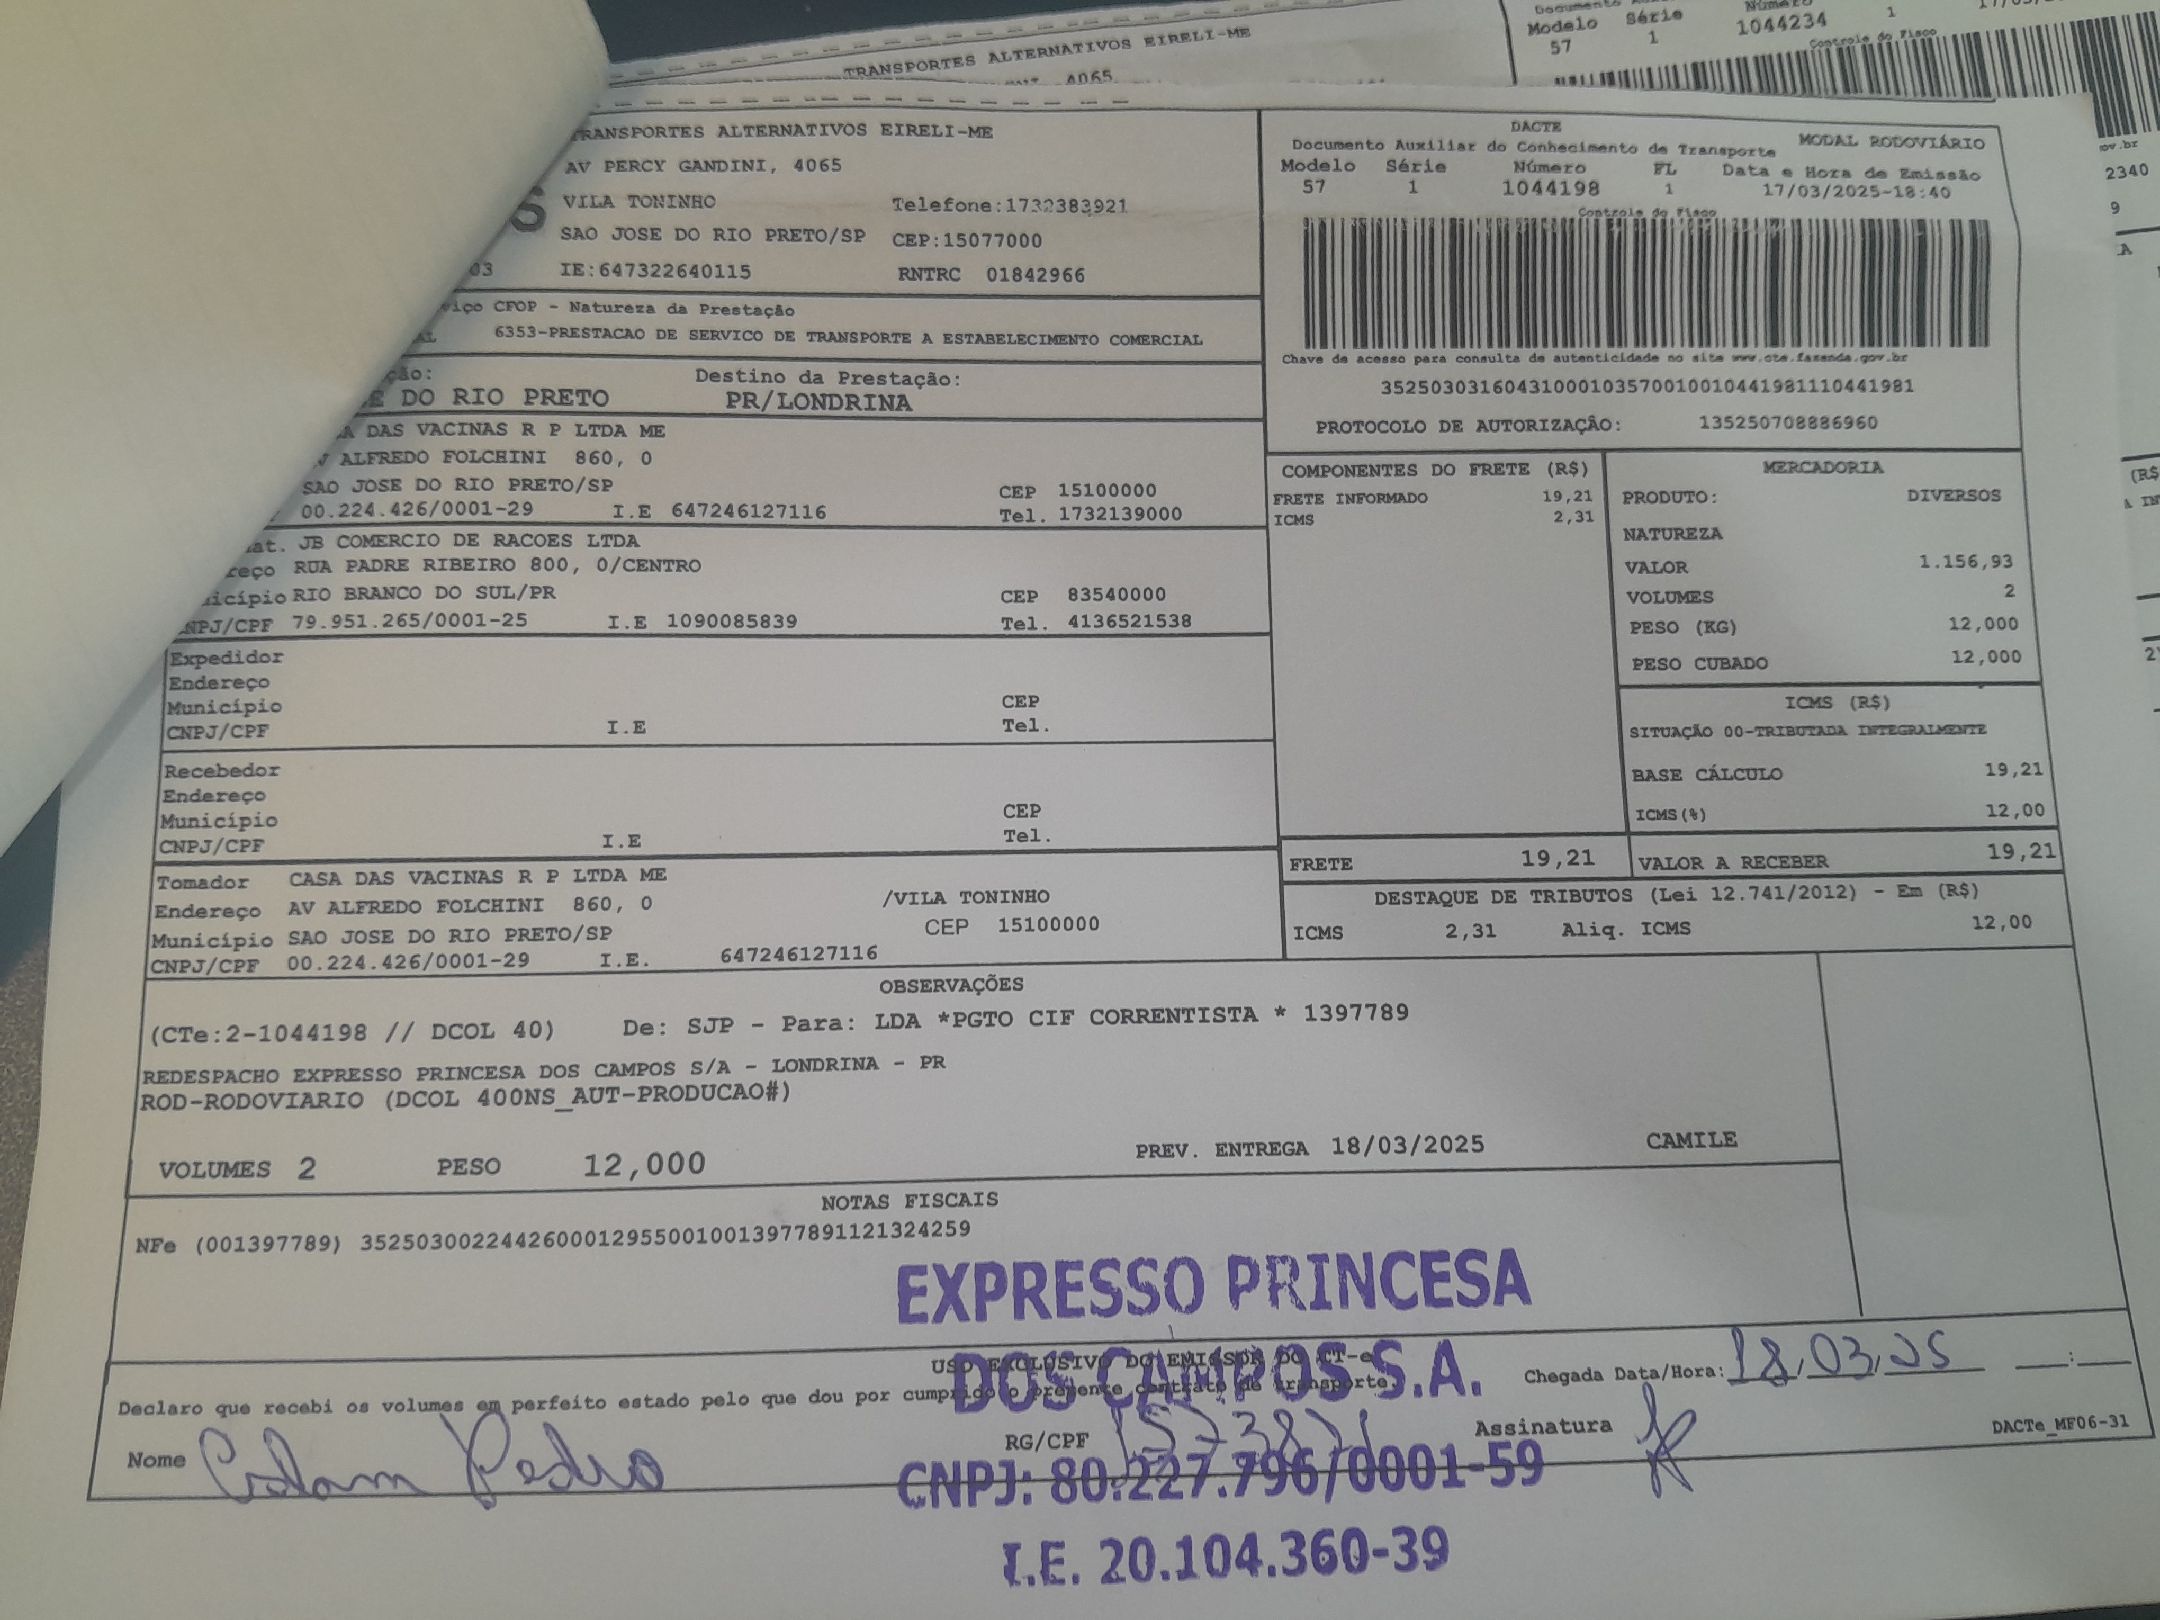 TRANSPORTES ALTERNATIVOS EIRELI-ME
4065
Modelo Série Número
57 1 1044234 1
Controle do Fisco
2340
9
TRANSPORTES ALTERNATIVOS EIRELI-ME
AV PERCY GANDINI, 4065
VILA TONINHO Telefone:1732383921
SAO JOSE DO RIO PRETO/SP CEP:15077000
03 IE:647322640115 RNTRC 01842966
CFOP - Natureza da Prestação
6353-PRESTACAO DE SERVICO DE TRANSPORTE A ESTABELECIMENTO COMERCIAL
Destino da Prestação:
DO RIO PRETO PR/LONDRINA
DACTE
Documento Auxiliar do Conhecimento de Transporte MODAL RODOVIÁRIO
Modelo Série Número FL Data e Hora de Emissão
57 1 1044198 1 17/03/2025-18:40
Controle do Fisco
Chave de acesso para consulta de autenticidade no site www.cte.fazenda.gov.br
35250303160431000103570010010441981110441981
PROTOCOLO DE AUTORIZAÇÂO: 135250708886960
DAS VACINAS R P LTDA ME
ALFREDO FOLCHINI 860, 0
SAO JOSE DO RIO PRETO/SP CEP 15100000
00.224.426/0001-29 I.E 647246127116 Tel. 1732139000
JB COMERCIO DE RACOES LTDA
RUA PADRE RIBEIRO 800, 0/CENTRO
RIO BRANCO DO SUL/PR CEP 83540000
CNPJ/CPF 79.951.265/0001-25 I.E 1090085839 Tel. 4136521538
Expedidor
Endereço
Município CEP
CNPJ/CPF I.E Tel.
Recebedor
Endereço
Município CEP
CNPJ/CPF I.E Tel.
Tomador CASA DAS VACINAS R P LTDA ME
Endereço AV ALFREDO FOLCHINI 860, 0 /VILA TONINHO
Município SAO JOSE DO RIO PRETO/SP CEP 15100000
CNPJ/CPF 00.224.426/0001-29 I.E. 647246127116
COMPONENTES DO FRETE (R$)
FRETE INFORMADO 19,21
ICMS 2,31
MERCADORIA
PRODUTO: DIVERSOS
NATUREZA
VALOR 1.156,93
VOLUMES 2
PESO (KG) 12,000
PESO CUBADO 12,000
ICMS (R$)
SITUAÇÃO 00-TRIBUTADA INTEGRALMENTE
BASE CÁLCULO 19,21
ICMS(%) 12,00
FRETE 19,21 VALOR A RECEBER 19,21
DESTAQUE DE TRIBUTOS (Lei 12.741/2012) - Em (R$)
ICMS 2,31 Aliq. ICMS 12,00
OBSERVAÇÕES
(CTe:2-1044198 // DCOL 40) De: SJP - Para: LDA *PGTO CIF CORRENTISTA * 1397789
REDESPACHO EXPRESSO PRINCESA DOS CAMPOS S/A - LONDRINA - PR
ROD-RODOVIARIO (DCOL 400NS_AUT-PRODUCAO#)
VOLUMES 2 PESO 12,000 PREV. ENTREGA 18/03/2025 CAMILE
NOTAS FISCAIS
NFe (001397789) 35250300224426000129550010013977891121324259
EXPRESSO PRINCESA
DOS CAMPOS S.A.
CNPJ: 80.227.796/0001-59
I.E. 20.104.360-39
USO EXCLUSIVO DO EMISSOR DO CT-e
Declaro que recebi os volumes em perfeito estado pelo que dou por cumprido o presente contrato de transporte.
Chegada Data/Hora: 18.03.25 __:__
Nome Pedro RG/CPF Assinatura
DACTe_MF06-31